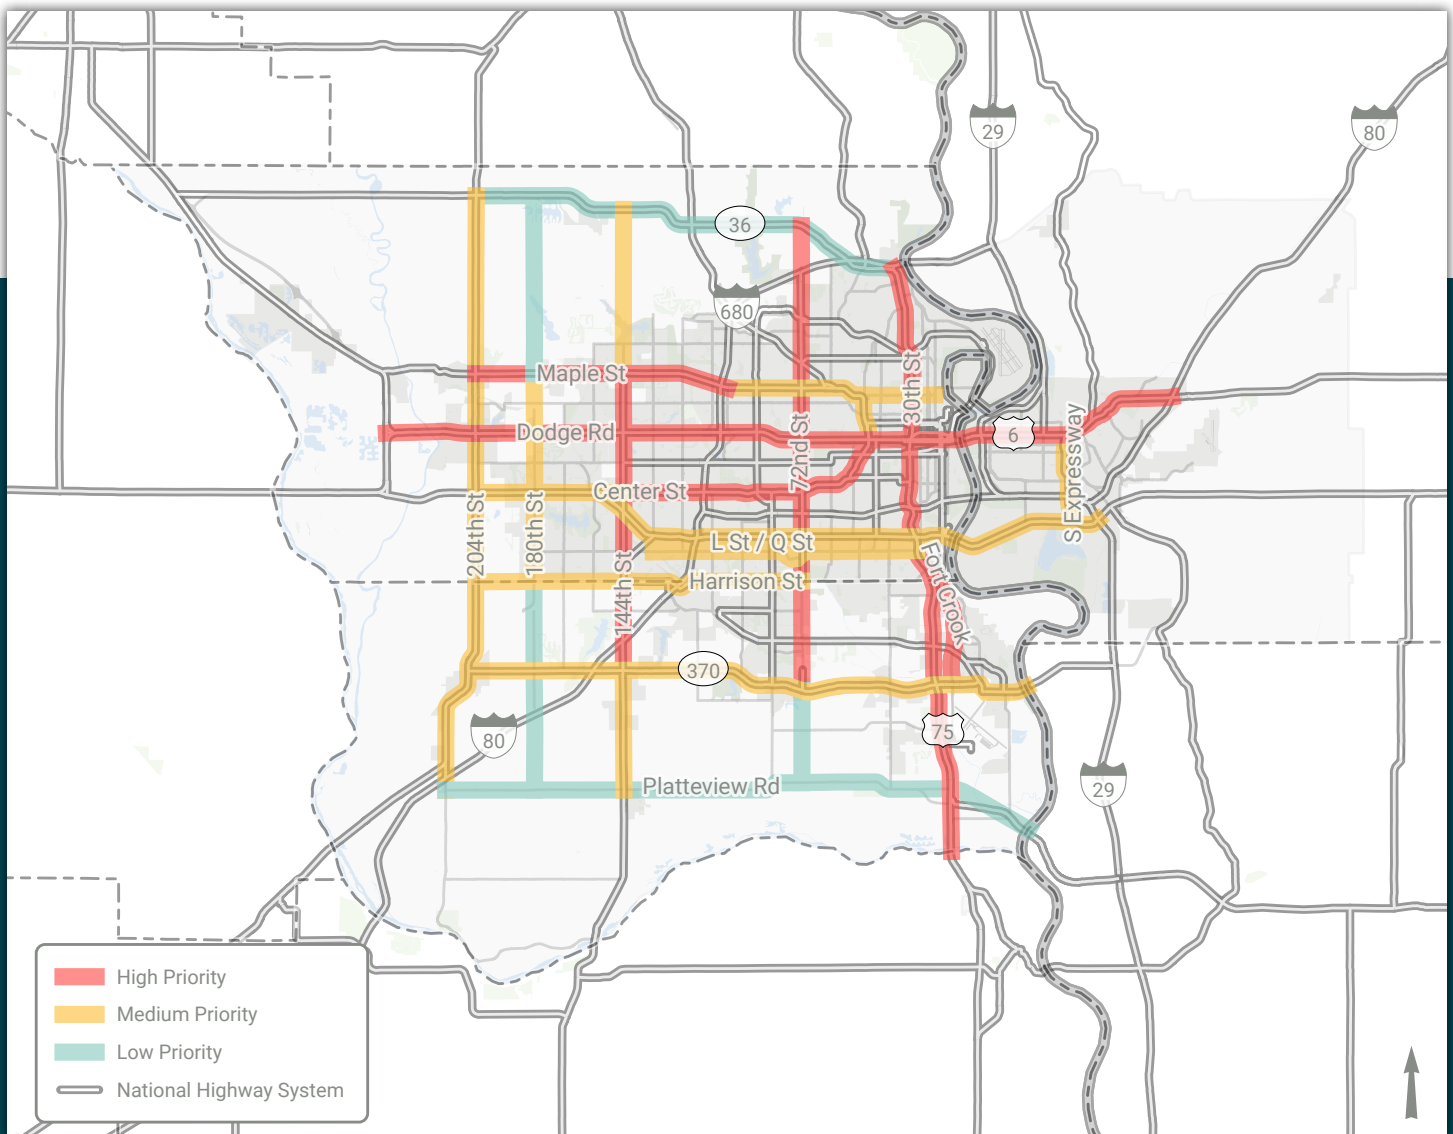 29
80
36
680
Maple St
30th St
Dodge Rd
72nd St
6
S Expressway
Center St
204th St
180th St
L St / Q St
144th St
Harrison St
Fort Crook
370
80
75
29
Platteview Rd
High Priority
Medium Priority
Low Priority
National Highway System